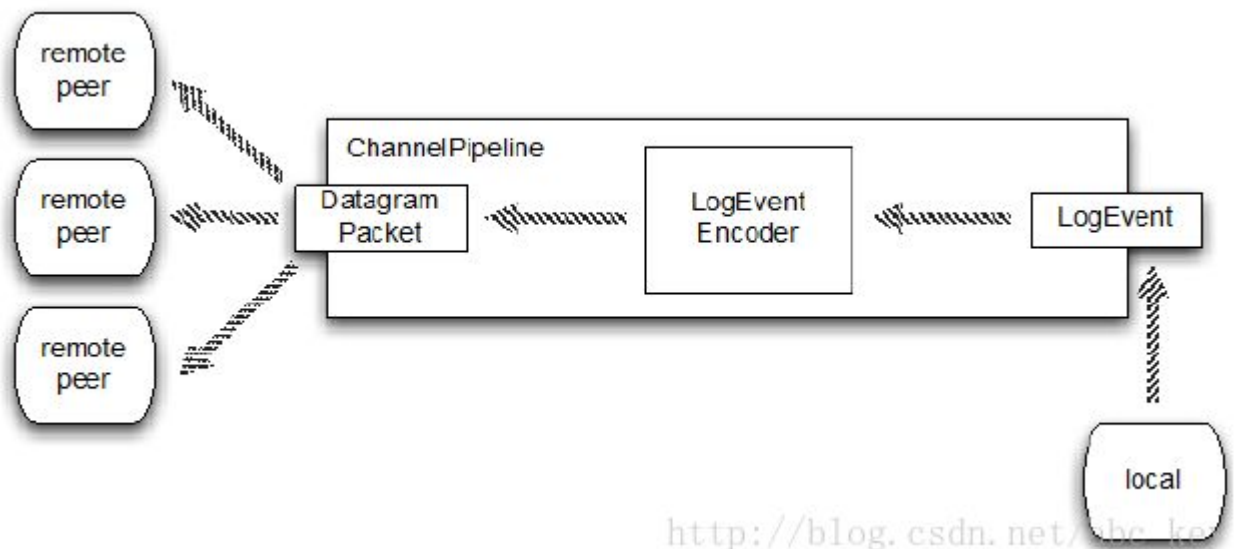 remote
peer
remote
peer
remote
peer
ChannelPipeline
Datagram
Packet
LogEvent
Encoder
LogEvent
local
http://blog.csdn.net/